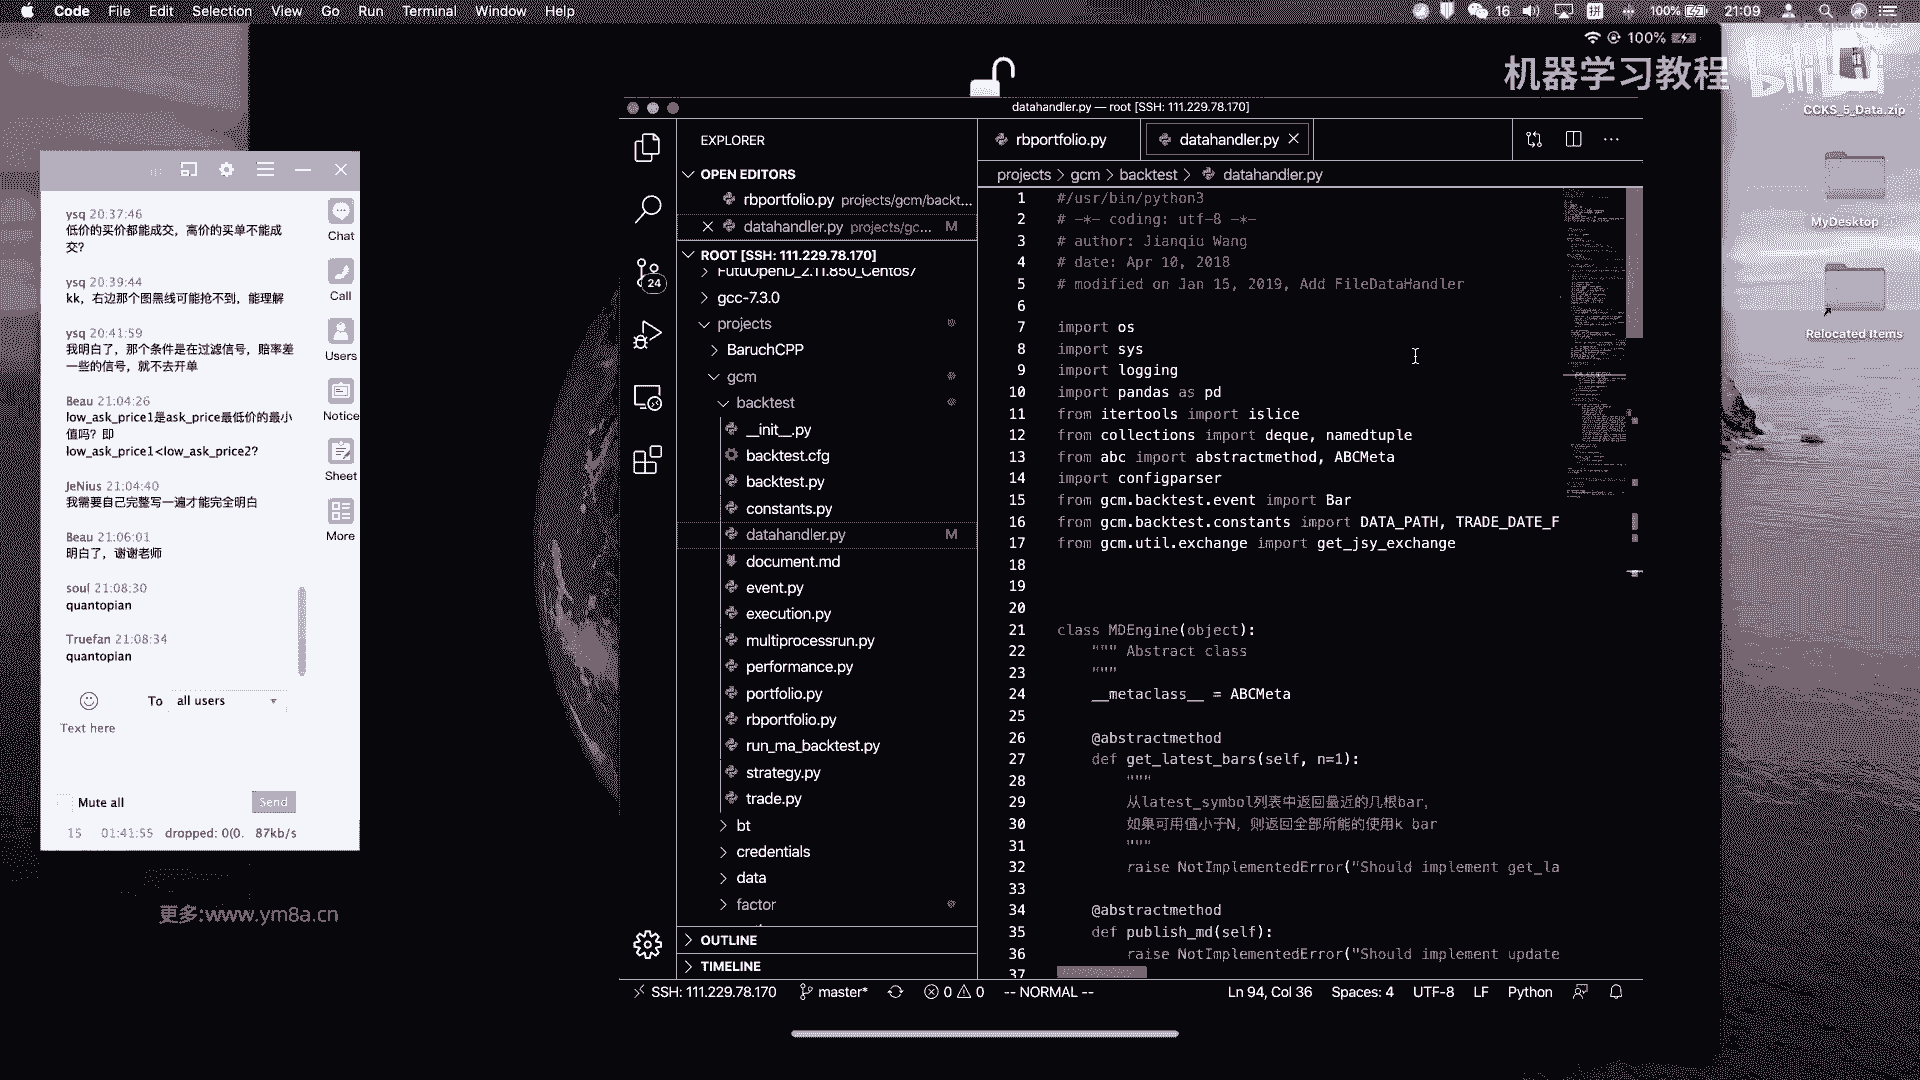 Code File Edit Selection View Go Run Terminal Window Help
16 100% 21:09
100%
机器学习教程
bili
CCKS_5_Data.zip
MyDesktop
Relocated Items
datahandler.py — root [SSH: 111.229.78.170]
ysq 20:37:46
低价的买价都能成交，高价的买单不能成
交?
ysq 20:39:44
kk，右边那个图黑线可能抢不到，能理解
ysq 20:41:59
我明白了，那个条件是在过滤信号，赔率差
一些的信号，就不去开单
Beau 21:04:26
low_ask_price1是ask_price最低价的最小
值吗？即
low_ask_price1<low_ask_price2?
JeNius 21:04:40
我需要自己完整写一遍才能完全明白
Beau 21:06:01
明白了，谢谢老师
soul 21:08:30
quantopian
Truefan 21:08:34
quantopian
Chat
Call
Users
Notice
Sheet
More
To all users
Text here
Mute all
Send
15 01:41:55 dropped: 0(0. 87kb/s
更多:www.ym8a.cn
24
EXPLORER
OPEN EDITORS
rbportfolio.py projects/gcm/backt...
datahandler.py projects/gc... M
ROOT [SSH: 111.229.78.170]
FutuOpenD_2.11.850_Centos7
gcc-7.3.0
projects
BaruchCPP
gcm
backtest
__init__.py
backtest.cfg
backtest.py
constants.py
datahandler.py M
document.md
event.py
execution.py
multiprocessrun.py
performance.py
portfolio.py
rbportfolio.py
run_ma_backtest.py
strategy.py
trade.py
bt
credentials
data
factor
OUTLINE
TIMELINE
rbportfolio.py
datahandler.py
projects > gcm > backtest > datahandler.py
1 #/usr/bin/python3
2 # -*- coding: utf-8 -*-
3 # author: Jianqiu Wang
4 # date: Apr 10, 2018
5 # modified on Jan 15, 2019, Add FileDataHandler
6
7 import os
8 import sys
9 import logging
10 import pandas as pd
11 from itertools import islice
12 from collections import deque, namedtuple
13 from abc import abstractmethod, ABCMeta
14 import configparser
15 from gcm.backtest.event import Bar
16 from gcm.backtest.constants import DATA_PATH, TRADE_DATE_F
17 from gcm.util.exchange import get_jsy_exchange
18
19
20
21 class MDEngine(object):
22 """ Abstract class
23 """
24 __metaclass__ = ABCMeta
25
26 @abstractmethod
27 def get_latest_bars(self, n=1):
28 """
29 从latest_symbol列表中返回最近的几根bar,
30 如果可用值小于N，则返回全部所能的使用k bar
31 """
32 raise NotImplementedError("Should implement get_la
33
34 @abstractmethod
35 def publish_md(self):
36 raise NotImplementedError("Should implement update
37
SSH: 111.229.78.170 master* 0 0 -- NORMAL -- Ln 94, Col 36 Spaces: 4 UTF-8 LF Python